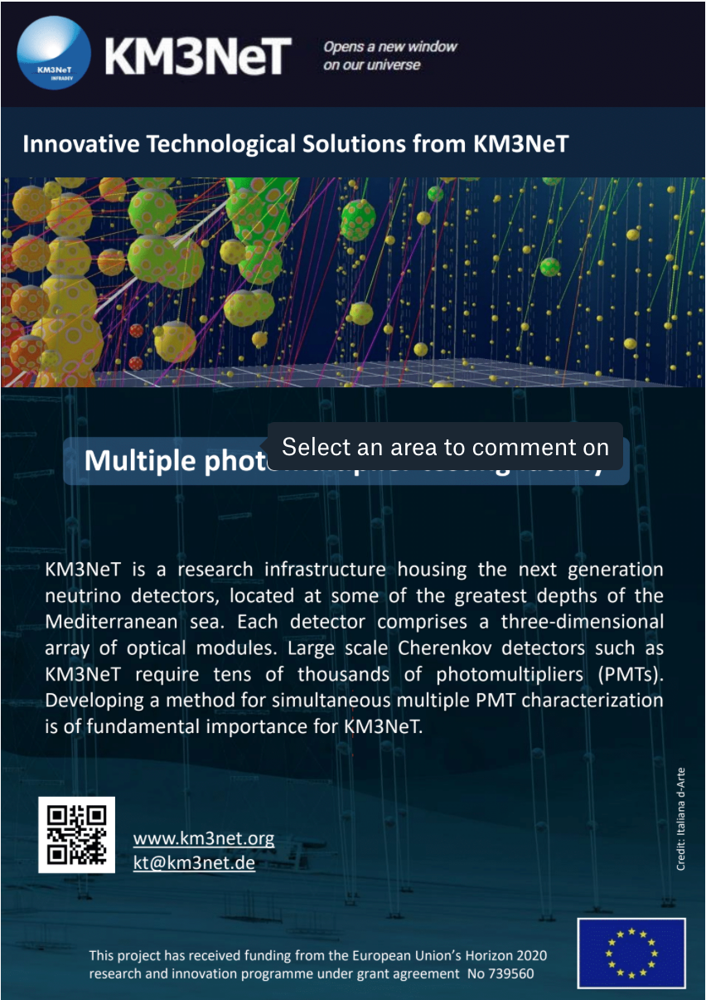 KM3NeT
INFRADEV
KM3NeT
Opens a new window
on our universe
Innovative Technological Solutions from KM3NeT
Select an area to comment on
Multiple
KM3NeT is a research infrastructure housing the next generation
neutrino detectors, located at some of the greatest depths of the
Mediterranean sea. Each detector comprises a three-dimensional
array of optical modules. Large scale Cherenkov detectors such as
KM3NeT require tens of thousands of photomultipliers (PMTs).
Developing a method for simultaneous multiple PMT characterization
is of fundamental importance for KM3NeT.
Credit: Italiana d-Arte
www.km3net.org
kt@km3net.de
This project has received funding from the European Union’s Horizon 2020
research and innovation programme under grant agreement No 739560